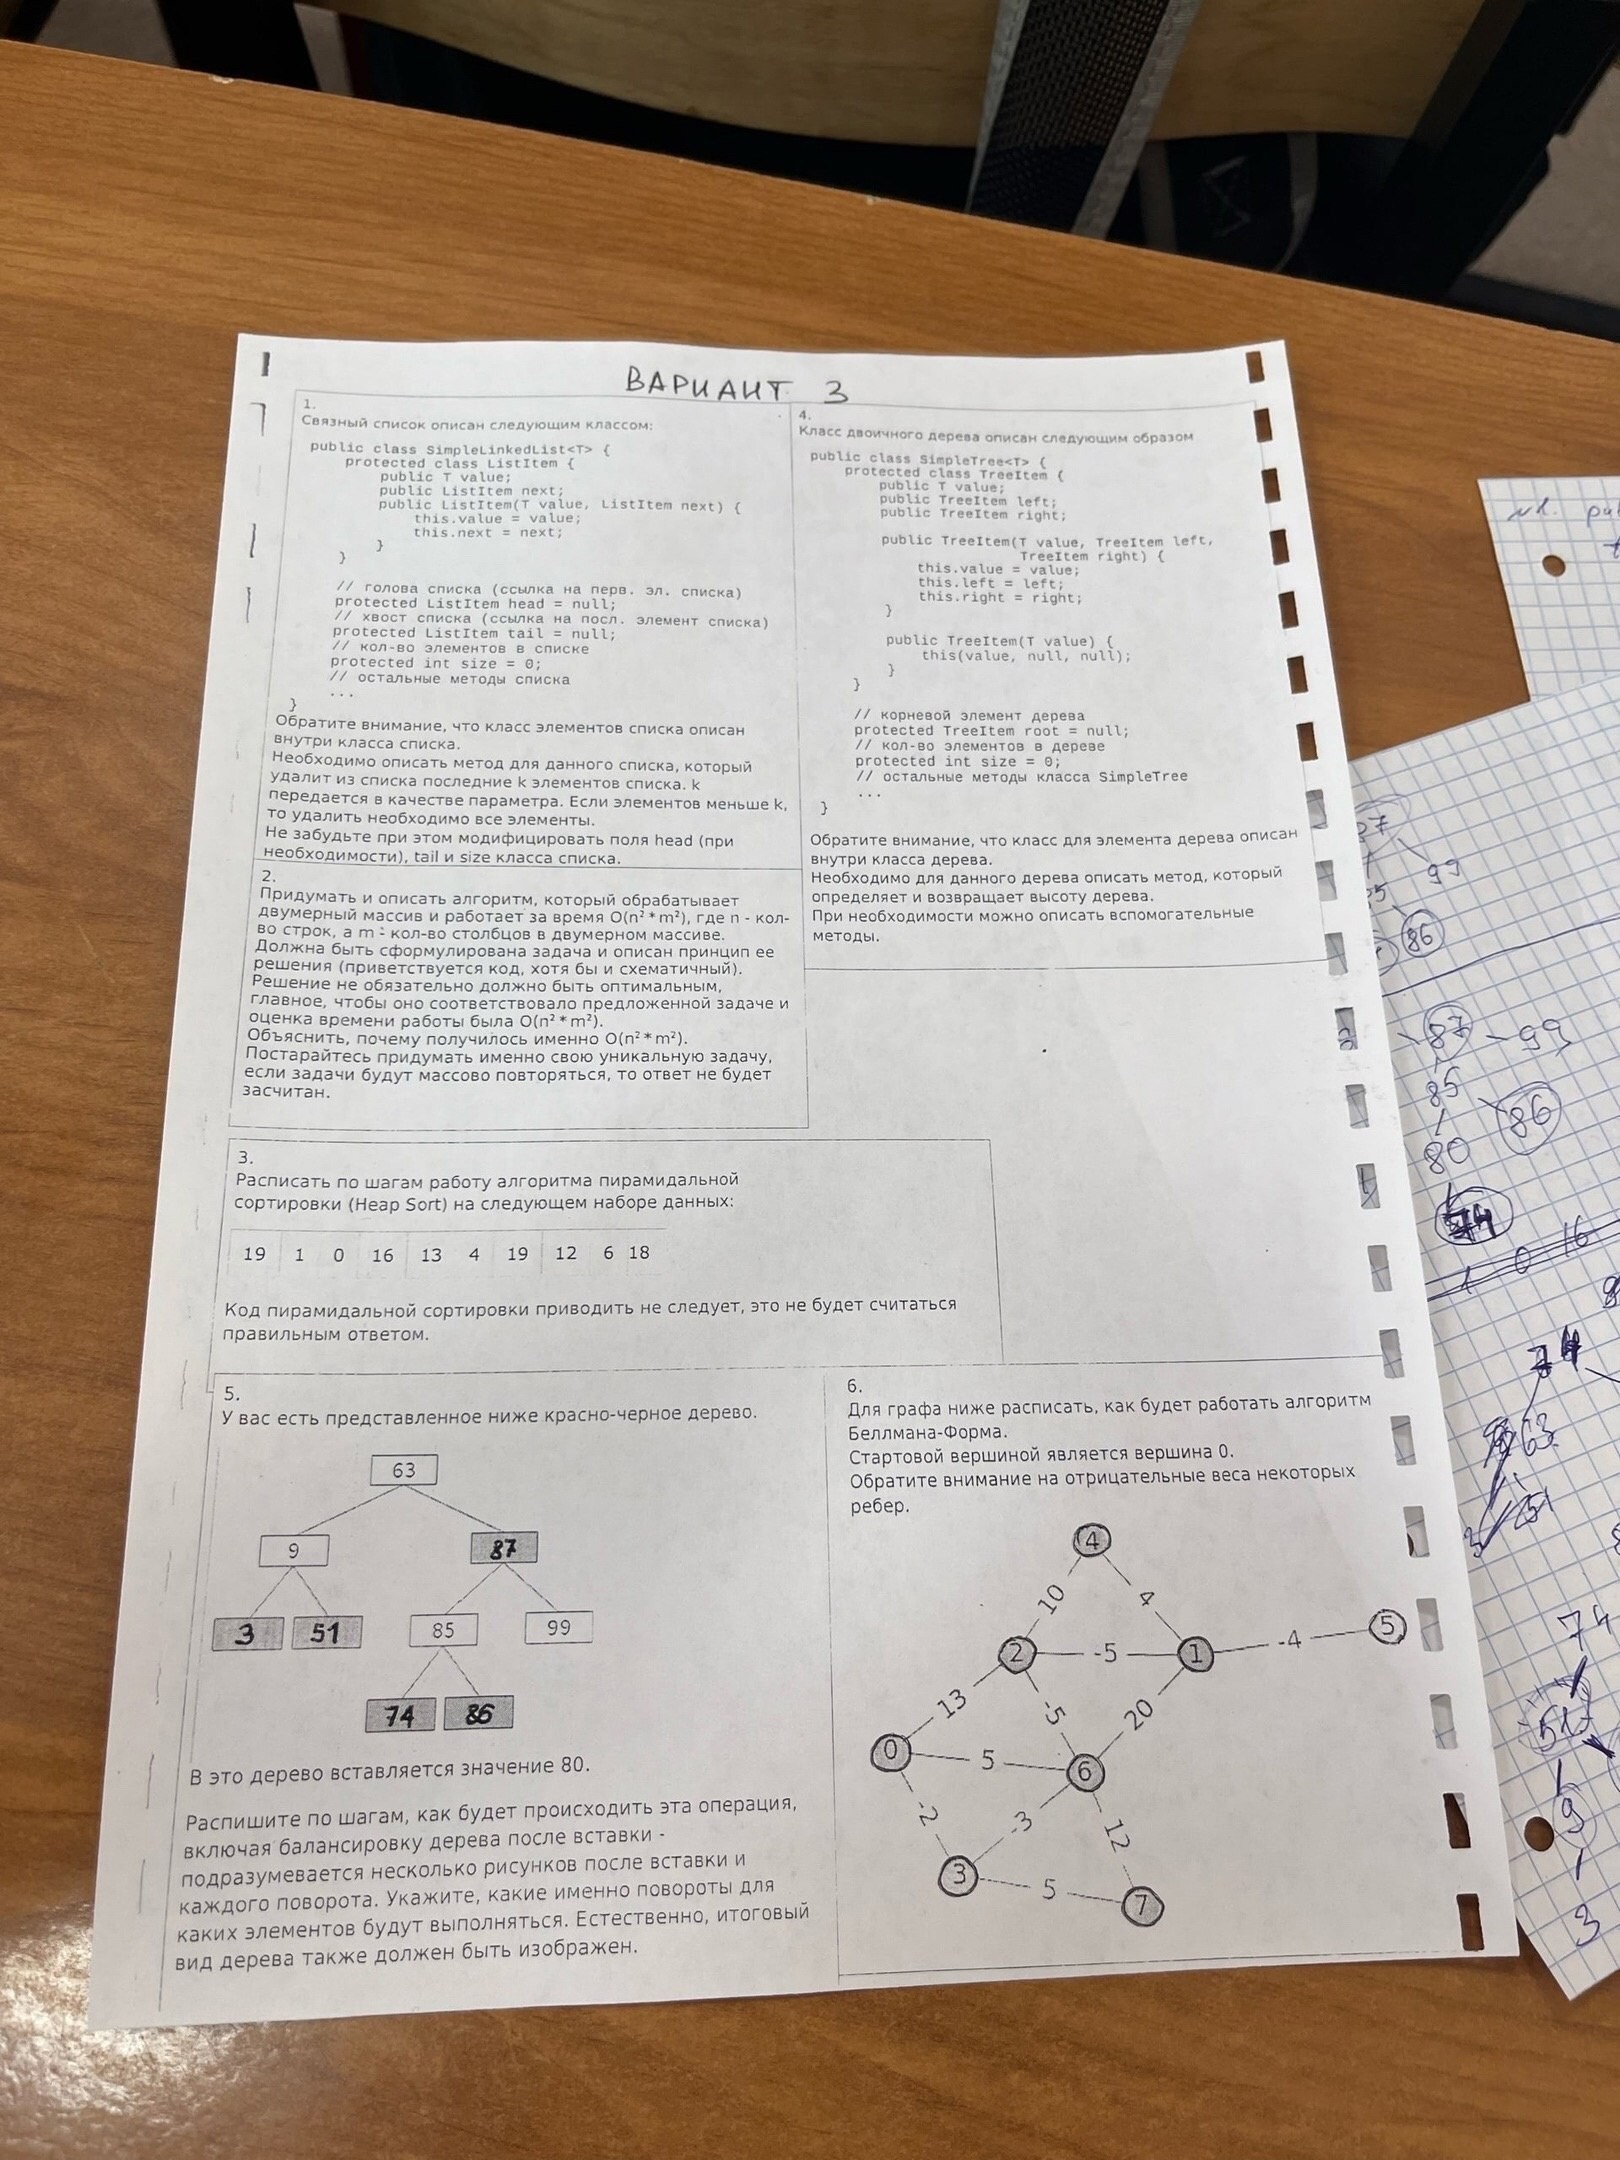 ВАРИАНТ 3
1.
Связный список описан следующим классом:
public class SimpleLinkedList<T> {
protected class ListItem {
public T value;
public ListItem next;
public ListItem(T value, ListItem next) {
this.value = value;
this.next = next;
}
}
// голова списка (ссылка на перв. эл. списка)
protected ListItem head = null;
// хвост списка (ссылка на посл. элемент списка)
protected ListItem tail = null;
// кол-во элементов в списке
protected int size = 0;
// остальные методы списка
...
}
Обратите внимание, что класс элементов списка описан
внутри класса списка.
Необходимо описать метод для данного списка, который
удалит из списка последние k элементов списка. k
передается в качестве параметра. Если элементов меньше k,
то удалить необходимо все элементы.
Не забудьте при этом модифицировать поля head (при
необходимости), tail и size класса списка.
2.
Придумать и описать алгоритм, который обрабатывает
двумерный массив и работает за время O(n² * m²), где n - кол-
во строк, а m - кол-во столбцов в двумерном массиве.
Должна быть сформулирована задача и описан принцип ее
решения (приветствуется код, хотя бы и схематичный).
Решение не обязательно должно быть оптимальным,
главное, чтобы оно соответствовало предложенной задаче и
оценка времени работы была O(n² * m²).
Объяснить, почему получилось именно O(n² * m²).
Постарайтесь придумать именно свою уникальную задачу,
если задачи будут массово повторяться, то ответ не будет
засчитан.
4.
Класс двоичного дерева описан следующим образом
public class SimpleTree<T> {
protected class TreeItem {
public T value;
public TreeItem left;
public TreeItem right;
public TreeItem(T value, TreeItem left,
TreeItem right) {
this.value = value;
this.left = left;
this.right = right;
}
public TreeItem(T value) {
this(value, null, null);
}
}
// корневой элемент дерева
protected TreeItem root = null;
// кол-во элементов в дереве
protected int size = 0;
// остальные методы класса SimpleTree
...
}
Обратите внимание, что класс для элемента дерева описан
внутри класса дерева.
Необходимо для данного дерева описать метод, который
определяет и возвращает высоту дерева.
При необходимости можно описать вспомогательные
методы.
3.
Расписать по шагам работу алгоритма пирамидальной
сортировки (Heap Sort) на следующем наборе данных:
19 1 0 16 13 4 19 12 6 18
Код пирамидальной сортировки приводить не следует, это не будет считаться
правильным ответом.
5.
У вас есть представленное ниже красно-черное дерево.
63
9 87
3 51 85 99
74 86
В это дерево вставляется значение 80.
Распишите по шагам, как будет происходить эта операция,
включая балансировку дерева после вставки -
подразумевается несколько рисунков после вставки и
каждого поворота. Укажите, какие именно повороты для
каких элементов будут выполняться. Естественно, итоговый
вид дерева также должен быть изображен.
6.
Для графа ниже расписать, как будет работать алгоритм
Беллмана-Форма.
Стартовой вершиной является вершина 0.
Обратите внимание на отрицательные веса некоторых
ребер.
4
10 4
5
2 -5 1 -4
13 -5 20
0 5 6
-2 -3 12
3 5 7
№1.
99
86
87 99
85
86
80
74
1 0 16
74
63
51
3
74
51
9
3